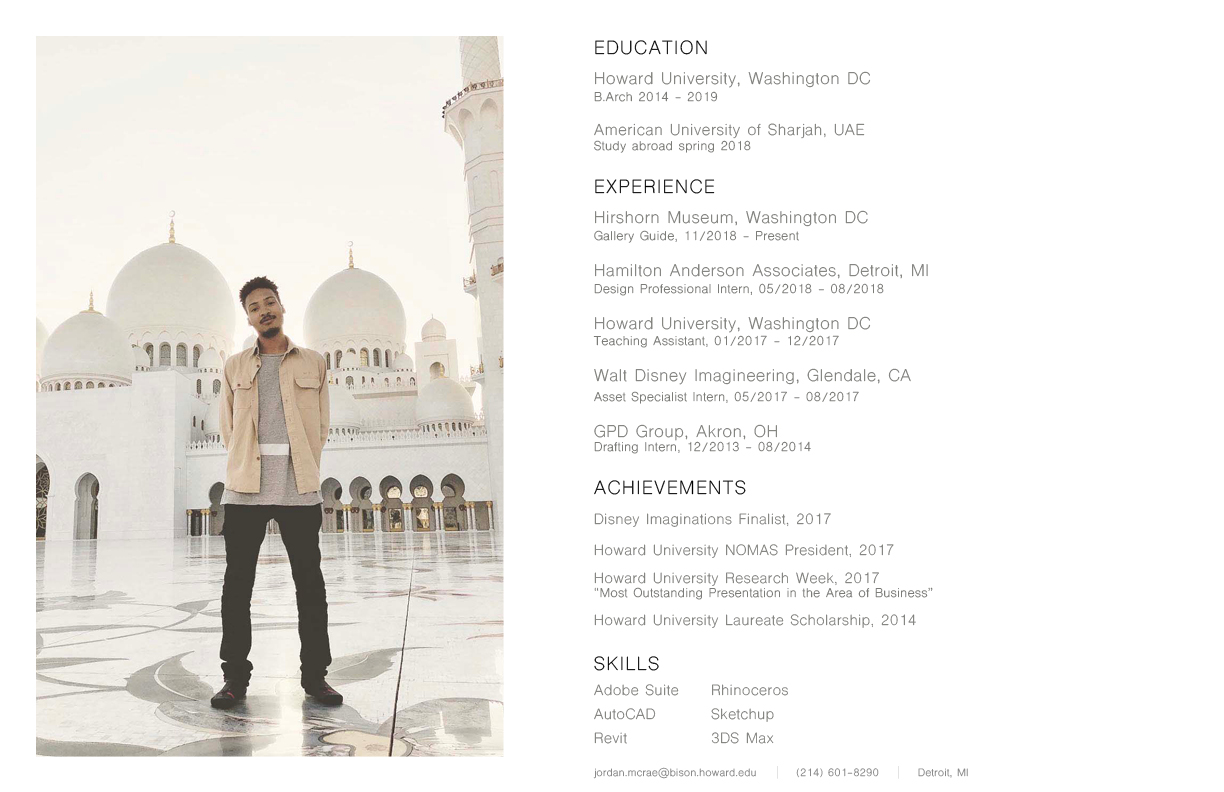 EDUCATION
Howard University, Washington DC
B.Arch 2014 - 2019
American University of Sharjah, UAE
Study abroad spring 2018
EXPERIENCE
Hirshorn Museum, Washington DC
Gallery Guide, 11/2018 - Present
Hamilton Anderson Associates, Detroit, MI
Design Professional Intern, 05/2018 - 08/2018
Howard University, Washington DC
Teaching Assistant, 01/2017 - 12/2017
Walt Disney Imagineering, Glendale, CA
Asset Specialist Intern, 05/2017 - 08/2017
GPD Group, Akron, OH
Drafting Intern, 12/2013 - 08/2014
ACHIEVEMENTS
Disney Imaginations Finalist, 2017
Howard University NOMAS President, 2017
Howard University Research Week, 2017
"Most Outstanding Presentation in the Area of Business"
Howard University Laureate Scholarship, 2014
SKILLS
Adobe Suite Rhinoceros
AutoCAD Sketchup
Revit 3DS Max
jordan.mcrae@bison.howard.edu | (214) 601-8290 | Detroit, MI